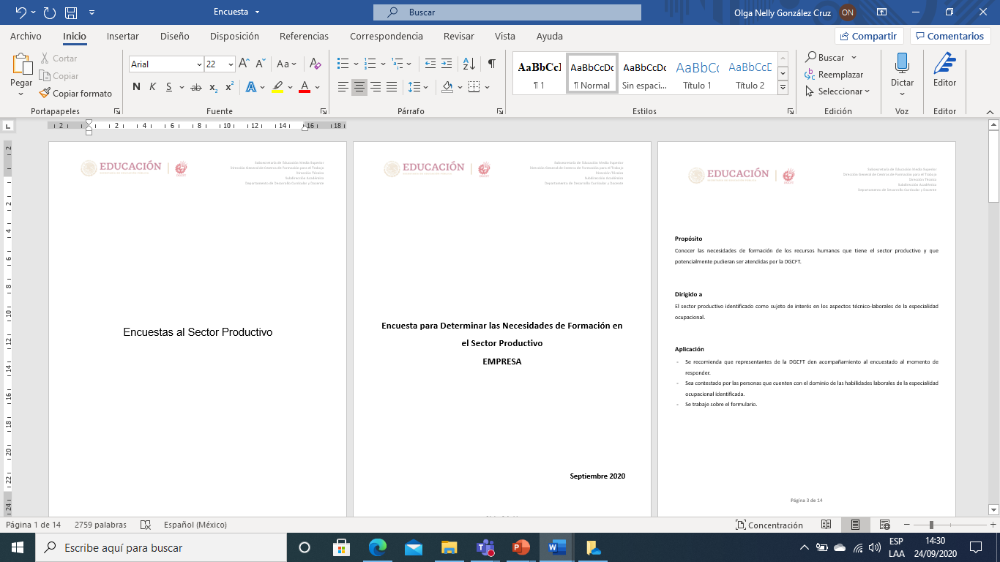 Encuesta
Buscar
Olga Nelly González Cruz ON
Archivo Inicio Insertar Diseño Disposición Referencias Correspondencia Revisar Vista Ayuda
Compartir Comentarios
Pegar
Cortar
Copiar
Copiar formato
Portapapeles
Arial 22
Aa
N K S ab x₂ x² A A
Fuente
Párrafo
AaBbCcI AaBbCcDc AaBbCcDc AaBbCc AaBbCcD
¶ 1 ¶ Normal Sin espaci... Título 1 Título 2
Estilos
Buscar
Reemplazar
Seleccionar
Edición
Dictar
Voz
Editor
Editor
2 2 4 6 8 10 12 14 16 18
EDUCACIÓN
Subsecretaría de Educación Media Superior
Dirección General de Centros de Formación para el Trabajo
Dirección Técnica
Subdirección Académica
Departamento de Desarrollo Curricular y Docente
Encuestas al Sector Productivo
EDUCACIÓN
Subsecretaría de Educación Media Superior
Dirección General de Centros de Formación para el Trabajo
Dirección Técnica
Subdirección Académica
Departamento de Desarrollo Curricular y Docente
Encuesta para Determinar las Necesidades de Formación en
el Sector Productivo
EMPRESA
Septiembre 2020
EDUCACIÓN
Subsecretaría de Educación Media Superior
Dirección General de Centros de Formación para el Trabajo
Dirección Técnica
Subdirección Académica
Departamento de Desarrollo Curricular y Docente
Propósito
Conocer las necesidades de formación de los recursos humanos que tiene el sector productivo y que
potencialmente pudieran ser atendidas por la DGCFT.
Dirigido a
El sector productivo identificado como sujeto de interés en los aspectos técnico-laborales de la especialidad
ocupacional.
Aplicación
- Se recomienda que representantes de la DGCFT den acompañamiento al encuestado al momento de
responder.
- Sea contestado por las personas que cuenten con el dominio de las habilidades laborales de la especialidad
ocupacional identificada.
- Se trabaje sobre el formulario.
Página 3 de 14
Página 1 de 14 2759 palabras Español (México) Concentración
Escribe aquí para buscar
ESP
LAA
14:30
24/09/2020